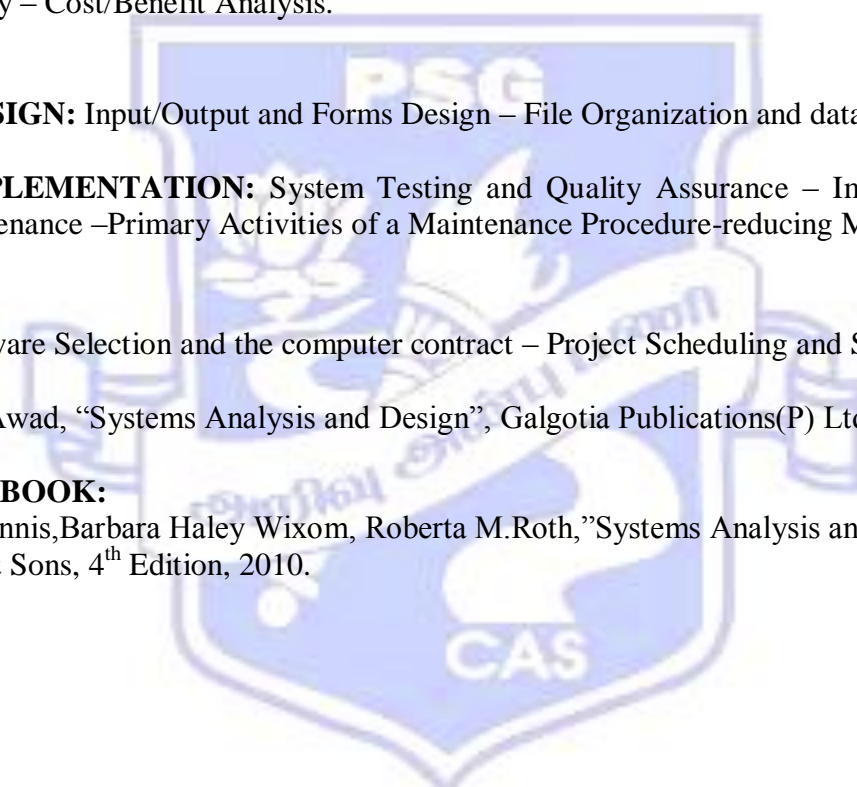 y – Cost/Benefit Analysis.
PSG
SIGN: Input/Output and Forms Design – File Organization and data
PLEMENTATION: System Testing and Quality Assurance – Im
enance –Primary Activities of a Maintenance Procedure-reducing M
ware Selection and the computer contract – Project Scheduling and S
Awad, “Systems Analysis and Design”, Galgotia Publications(P) Ltd
BOOK:
nnis,Barbara Haley Wixom, Roberta M.Roth,”Systems Analysis an
Sons, 4th Edition, 2010.
CAS